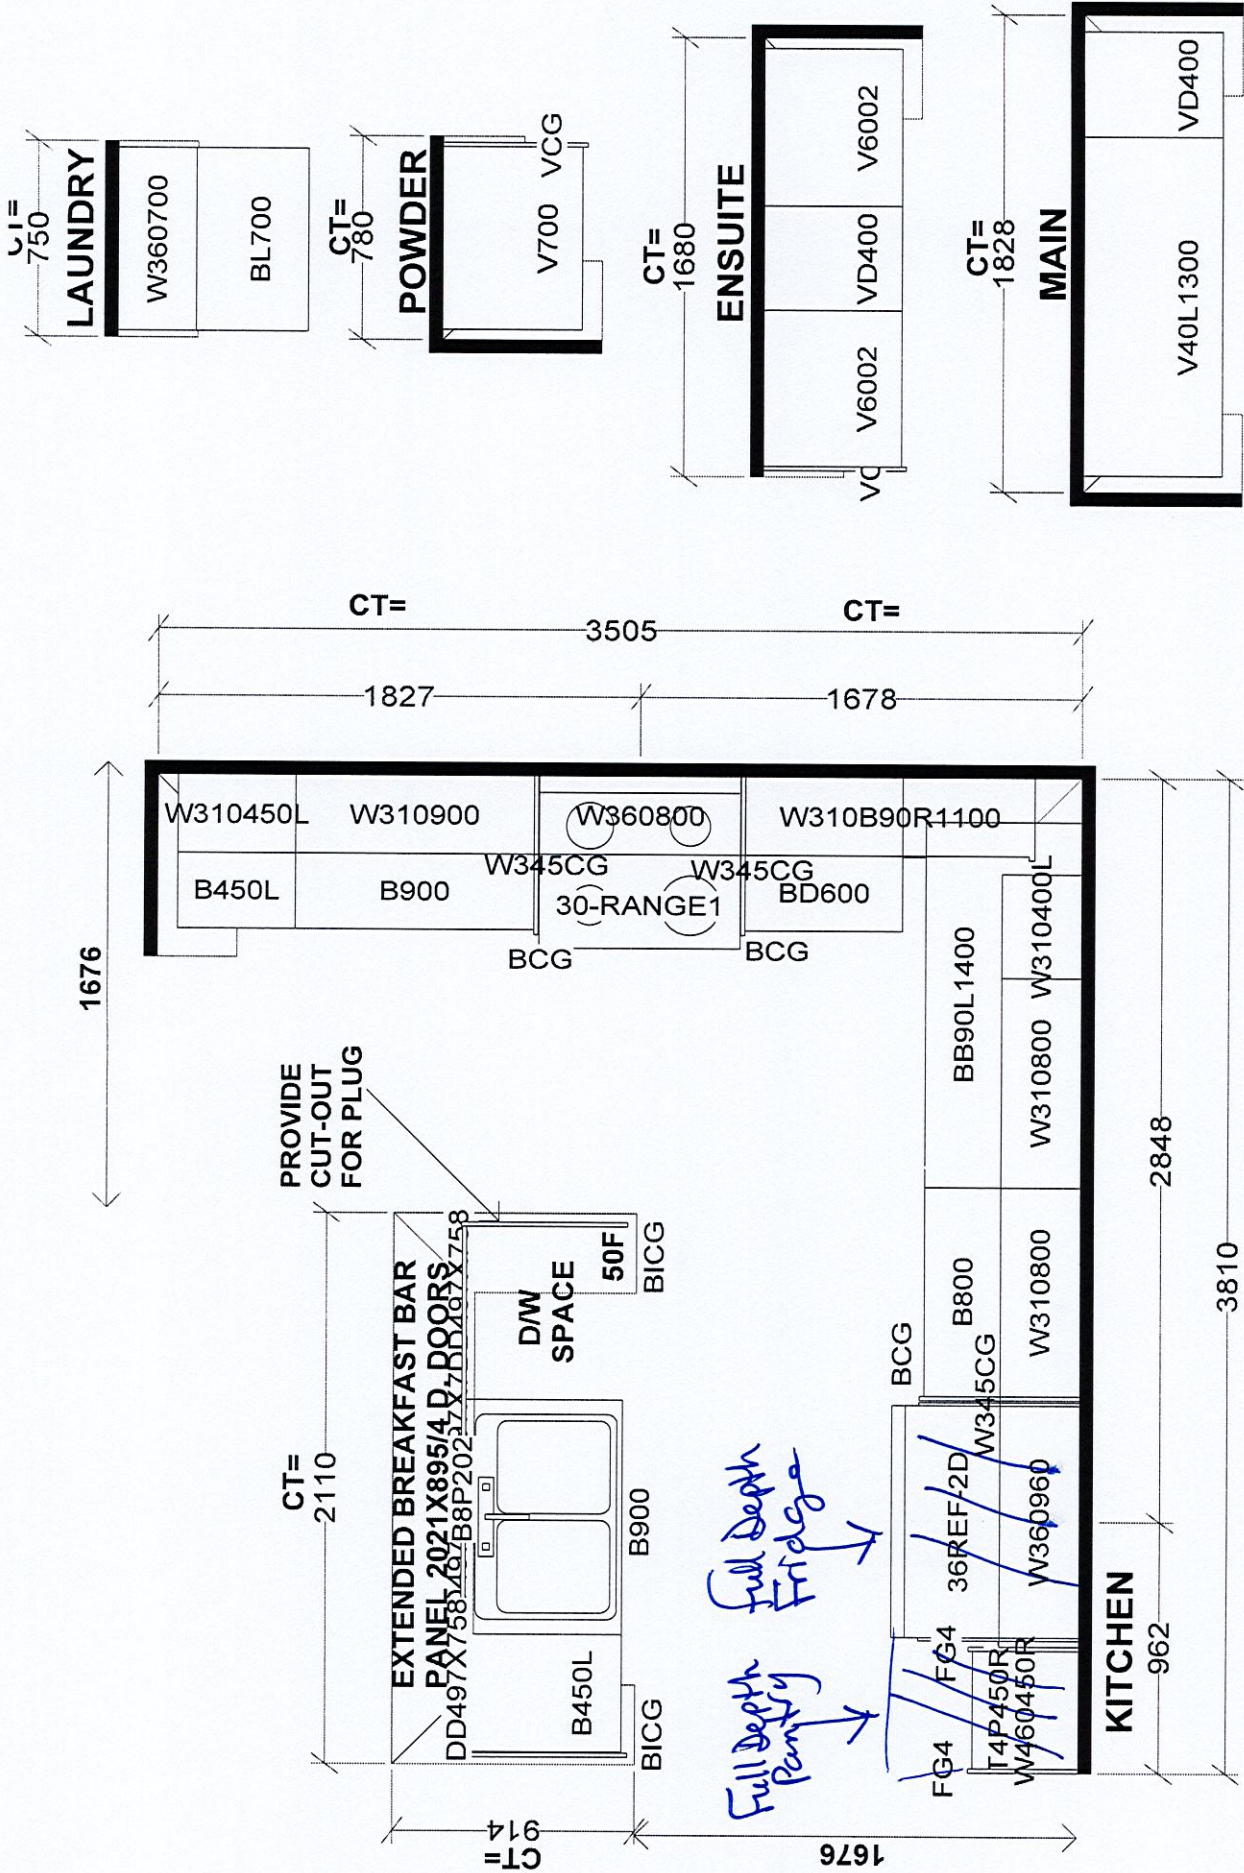 CT=
750
LAUNDRY
W360700
BL700
CT=
780
POWDER
V700
VCG
CT=
1680
ENSUITE
V6002
VD400
V6002
CT=
1828
MAIN
V40L1300
VD400
CT=
3505
CT=
1827
1678
1676
W310450L
W310900
W360800
W310B90R1100
B450L
B900
W345CG
30-RANGE1
W345CG
BD600
BCG
BCG
BB90L1400
W310400L
W310800
B800
W310800
BCG
W345CG
36REF-2D
W360960
FG4
FG4
T4P450R
W460450R
KITCHEN
2848
962
3810
PROVIDE
CUT-OUT
FOR PLUG
CT=
2110
EXTENDED BREAKFAST BAR
PANEL 2021X895/4 D. DOORS
DD497X758
B8P202
D/W
SPACE
50F
BICG
B900
B450L
BICG
CT=
914
1676
Full Depth
Fridge
Full Depth
Pantry